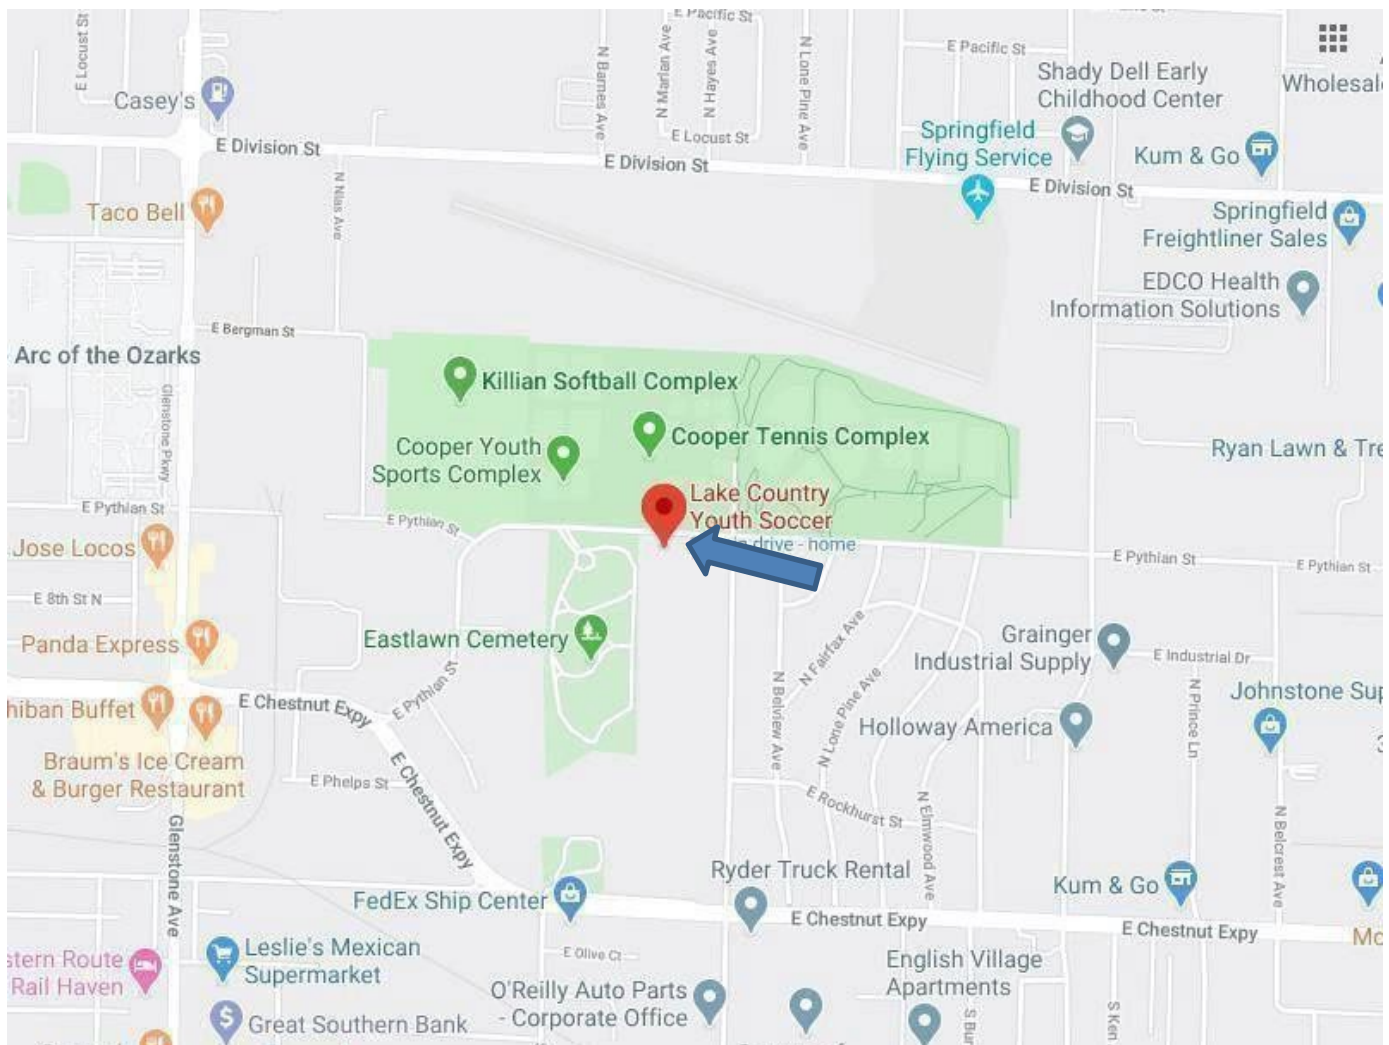 E Pacific St
E Locust St
N Barnes Ave
N Marlan Ave
N Hayes Ave
N Lone Pine Ave
E Pacific St
Shady Dell Early
Childhood Center
Wholesal
Casey's
E Division St
E Locust St
E Division St
Springfield
Flying Service
Kum & Go
E Division St
N Nias Ave
Taco Bell
Springfield
Freightliner Sales
EDCO Health
Information Solutions
E Bergman St
Arc of the Ozarks
Glenstone Pkwy
Killian Softball Complex
Cooper Youth
Sports Complex
Cooper Tennis Complex
Ryan Lawn & Tre
Lake Country
Youth Soccer
E Pythian St
E Pythian St
drive - home
E Pythian St
E Pythian St
Jose Locos
E 8th St N
Panda Express
Eastlawn Cemetery
N Fairfax Ave
Grainger
Industrial Supply
E Industrial Dr
E Pythian St
N Belview Ave
N Lone Pine Ave
N Prince Ln
Johnstone Sup
hiban Buffet
E Chestnut Expy
Holloway America
Braum's Ice Cream
& Burger Restaurant
E Phelps St
E Chestnut Expy
E Rockhurst St
N Elmwood Ave
N Belcrest Ave
Glenstone Ave
FedEx Ship Center
Ryder Truck Rental
Kum & Go
E Chestnut Expy
E Chestnut Expy
Mc
stern Route
Rail Haven
Leslie's Mexican
Supermarket
E Olive Ct
English Village
Apartments
O'Reilly Auto Parts
- Corporate Office
Great Southern Bank
S Bur
S Ken